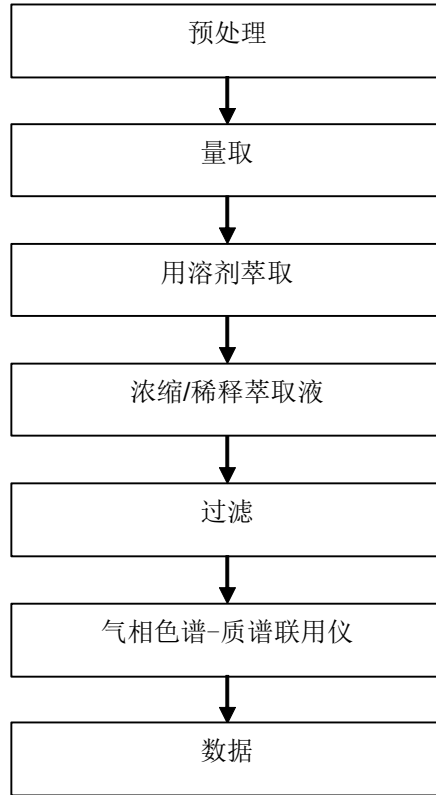 预处理
量取
用溶剂萃取
浓缩/稀释萃取液
过滤
气相色谱-质谱联用仪
数据